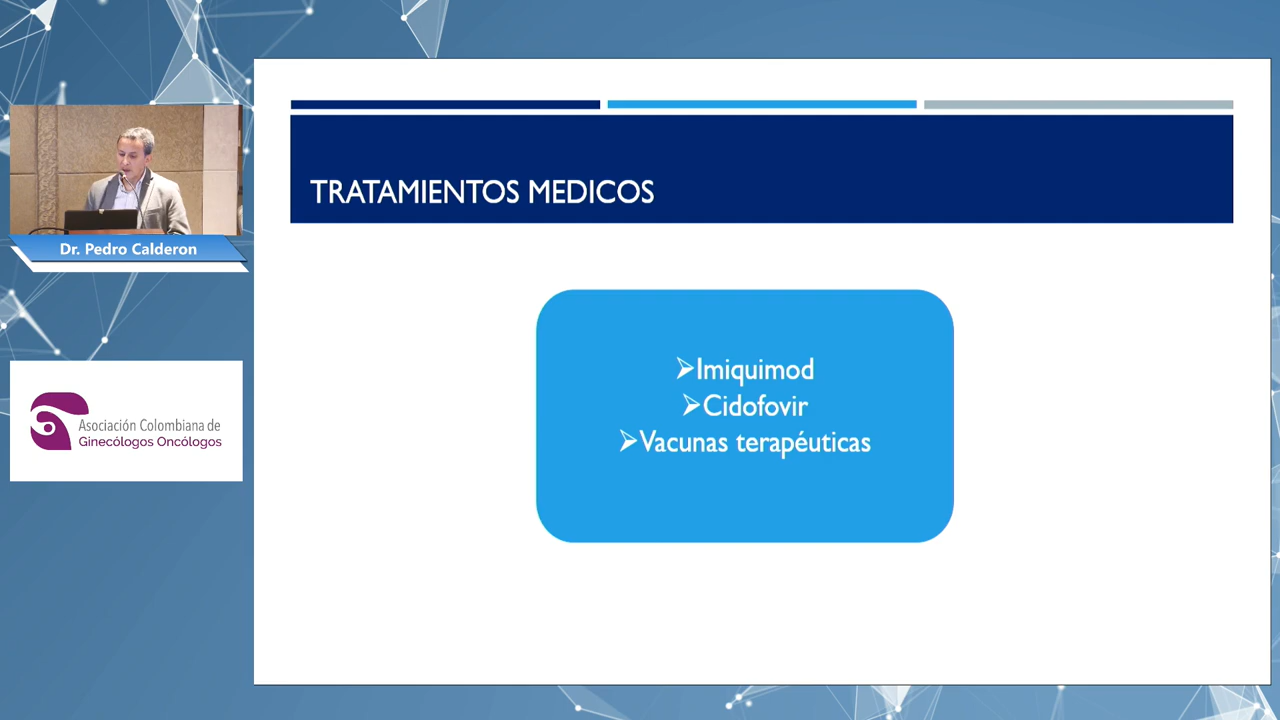 TRATAMIENTOS MEDICOS
Dr. Pedro Calderon
➢Imiquimod
➢Cidofovir
➢Vacunas terapéuticas
Asociación Colombiana de
Ginecólogos Oncólogos